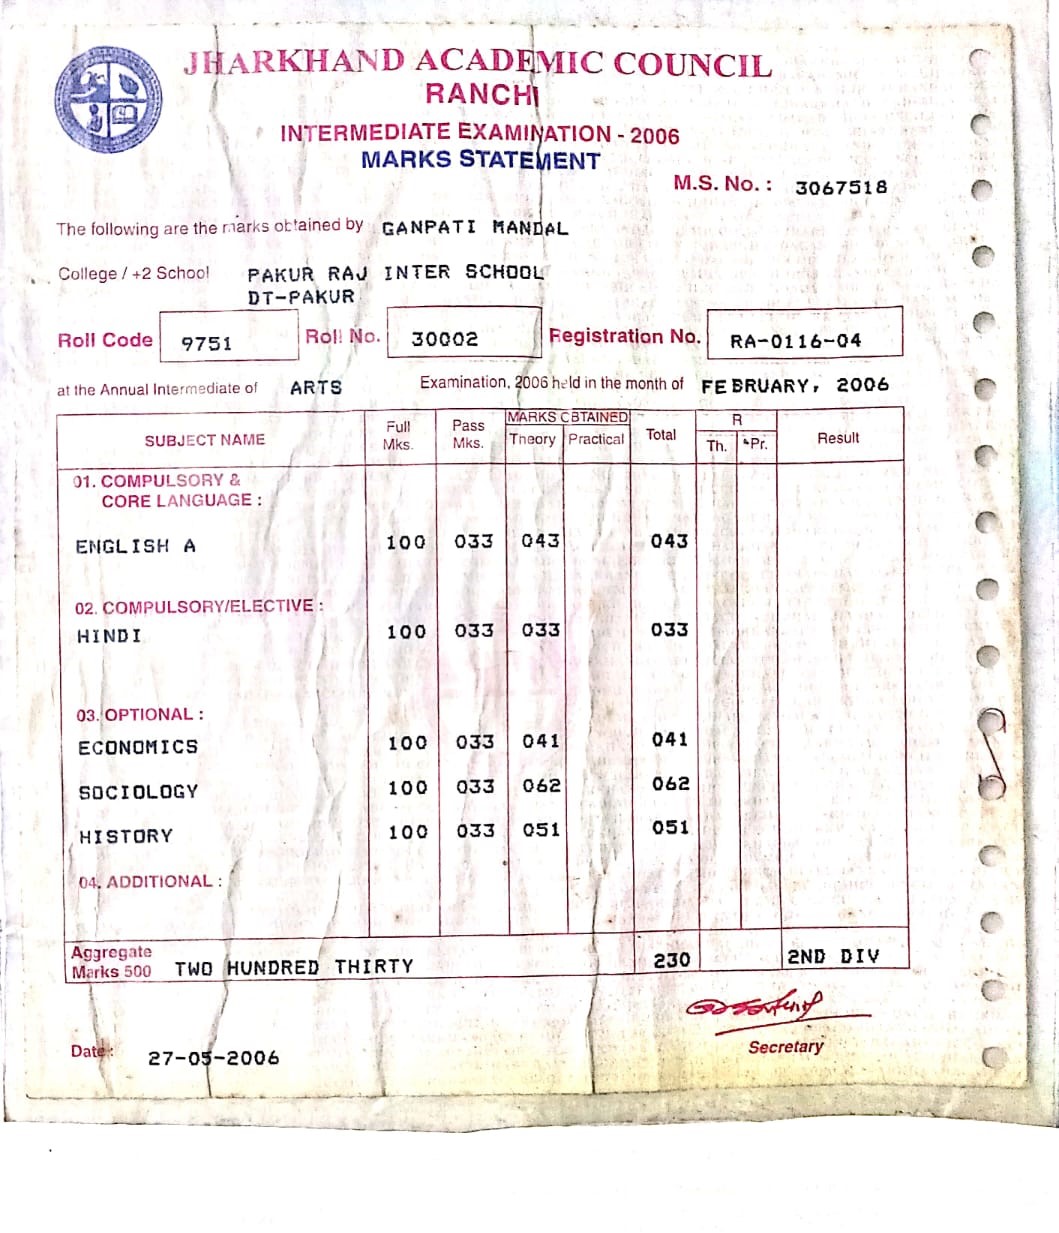 JHARKHAND ACADEMIC COUNCIL
RANCHI
INTERMEDIATE EXAMINATION - 2006
MARKS STATEMENT
M.S. No. : 3067518
The following are the marks obtained by GANPATI MANDAL
College / +2 School PAKUR RAJ INTER SCHOOL
DT-PAKUR
Roll Code 9751 Roll No. 30002 Registration No. RA-0116-04
at the Annual Intermediate of ARTS Examination, 2006 held in the month of FEBRUARY, 2006
SUBJECT NAME Full Mks. Pass Mks. MARKS OBTAINED Theory Practical Total R Th. Pr. Result
01. COMPULSORY &
CORE LANGUAGE :
ENGLISH A 100 033 043 043
02. COMPULSORY/ELECTIVE :
HINDI 100 033 033 033
03. OPTIONAL :
ECONOMICS 100 033 041 041
SOCIOLOGY 100 033 062 062
HISTORY 100 033 051 051
04. ADDITIONAL :
Aggregate
Marks 500 TWO HUNDRED THIRTY 230 2ND DIV
Date : 27-05-2006
Secretary